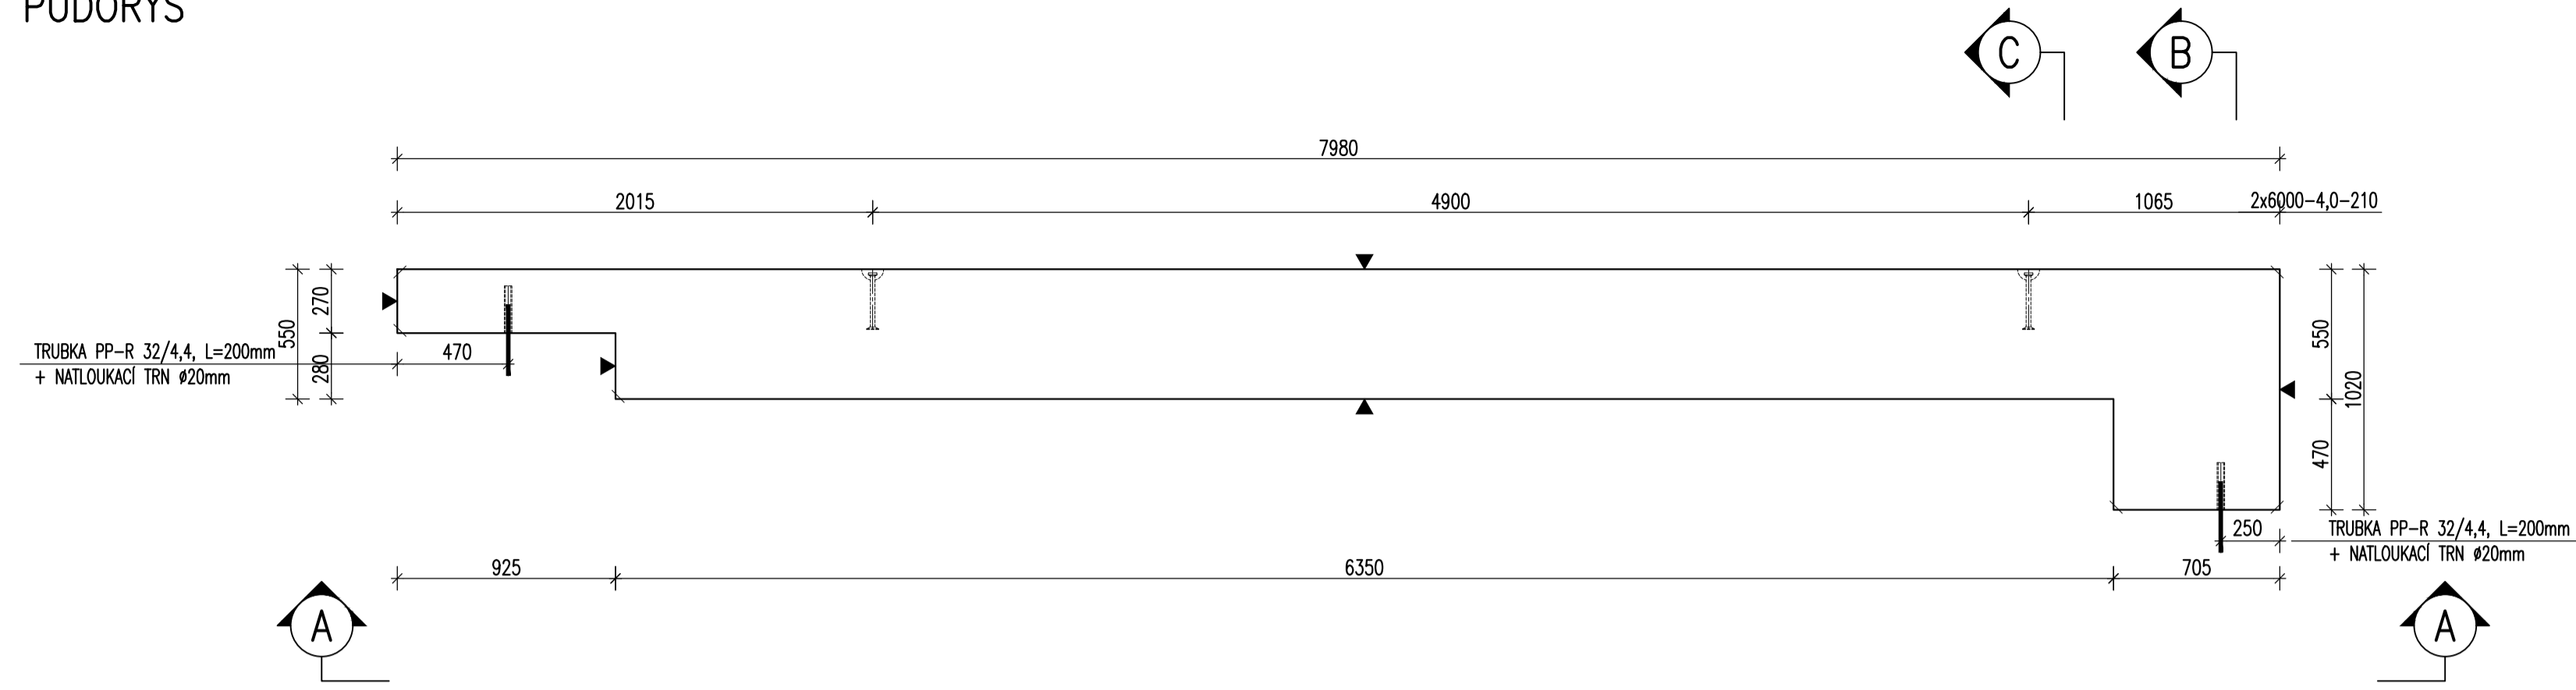 PŮDORYS
C
B
7980
2015
4900
1065
2x6000-4,0-210
270
550
280
550
1020
470
TRUBKA PP-R 32/4,4, L=200mm
+ NATLOUKACÍ TRN ø20mm
470
250
TRUBKA PP-R 32/4,4, L=200mm
+ NATLOUKACÍ TRN ø20mm
925
6350
705
A
A